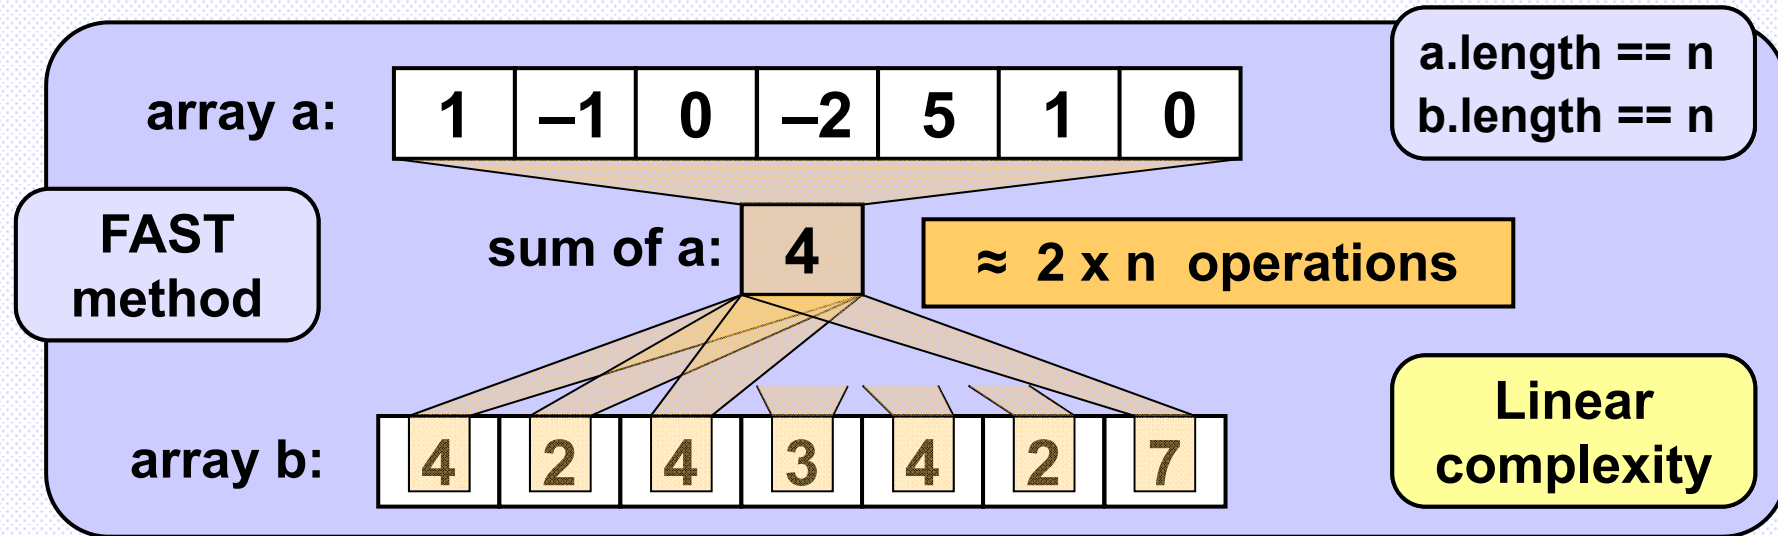 a.length == n
b.length == n
array a: 1 –1 0 –2 5 1 0
FAST
method
sum of a: 4
≈ 2 x n operations
array b: 4 2 4 3 4 2 7
Linear
complexity